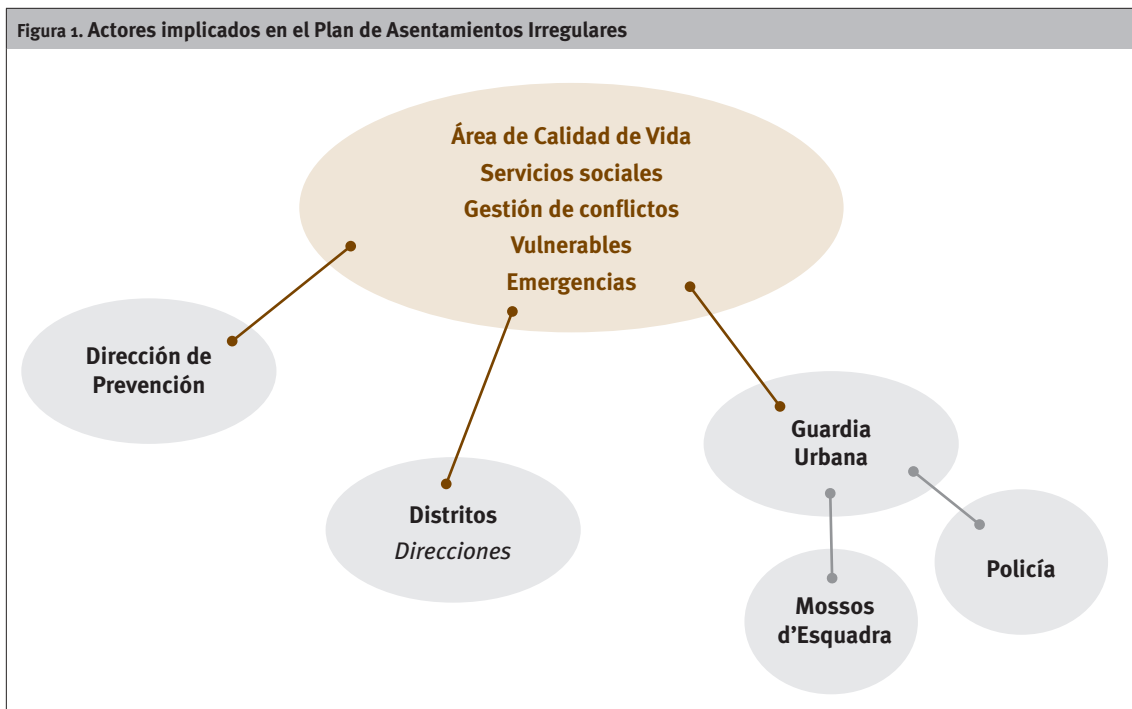 Figura 1. Actores implicados en el Plan de Asentamientos Irregulares
Área de Calidad de Vida
Servicios sociales
Gestión de conflictos
Vulnerables
Emergencias
Dirección de
Prevención
Distritos
Direcciones
Guardia
Urbana
Mossos
d'Esquadra
Policía